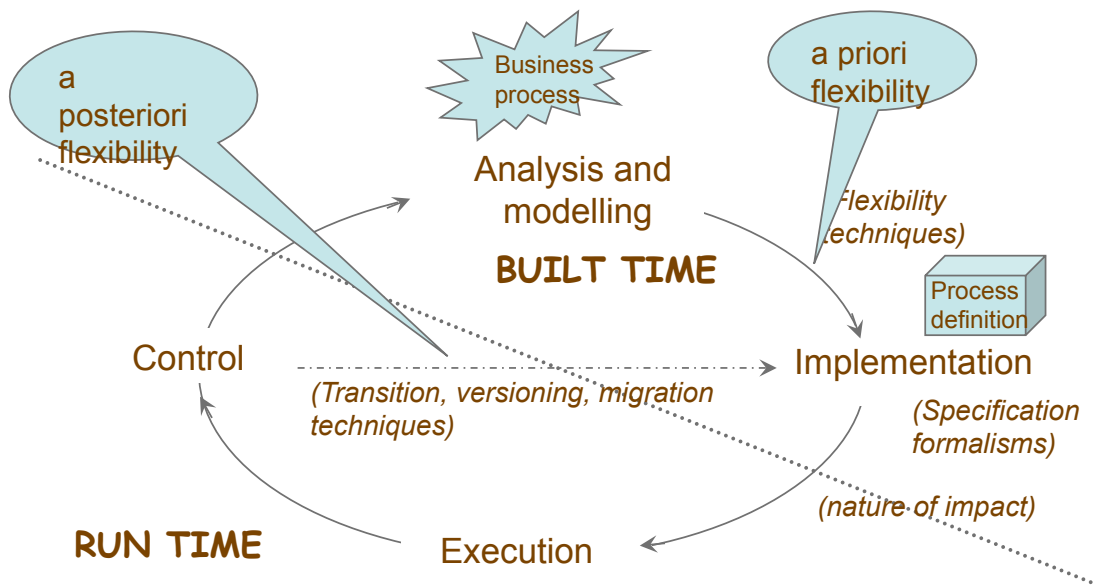 a
posteriori
flexibility
Business
process
a priori
flexibility
Analysis and
modelling
(Flexibility
techniques)
BUILT TIME
Process
definition
Control
Implementation
(Transition, versioning, migration
techniques)
(Specification
formalisms)
(nature of impact)
RUN TIME
Execution